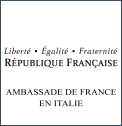 Liberté • Égalité • Fraternité
RÉPUBLIQUE FRANÇAISE
AMBASSADE DE FRANCE
EN ITALIE